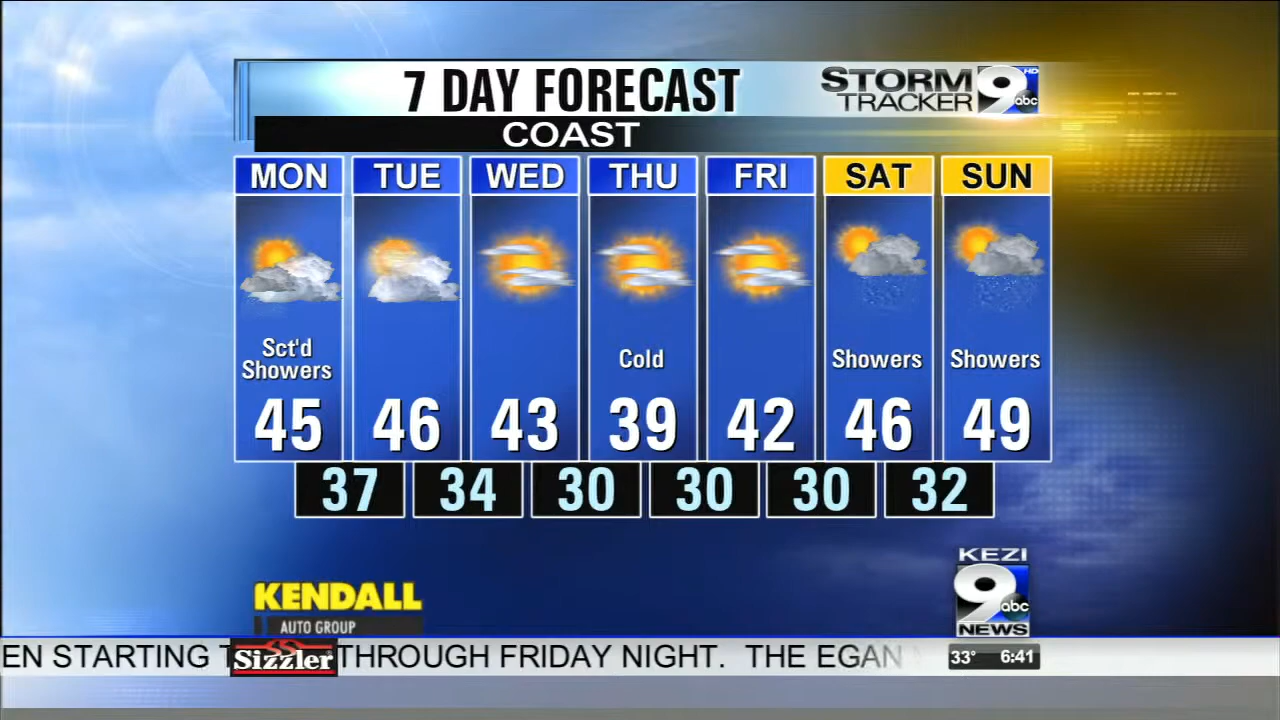 7 DAY FORECAST
STORM
TRACKER
9
HD
abc
COAST
MON TUE WED THU FRI SAT SUN
Sct'd
Showers
Cold
Showers
Showers
45 46 43 39 42 46 49
37 34 30 30 30 32
KENDALL
AUTO GROUP
KEZI
9
abc
NEWS
EN STARTING T
Sizzler
THROUGH FRIDAY NIGHT. THE EGAN
33° 6:41